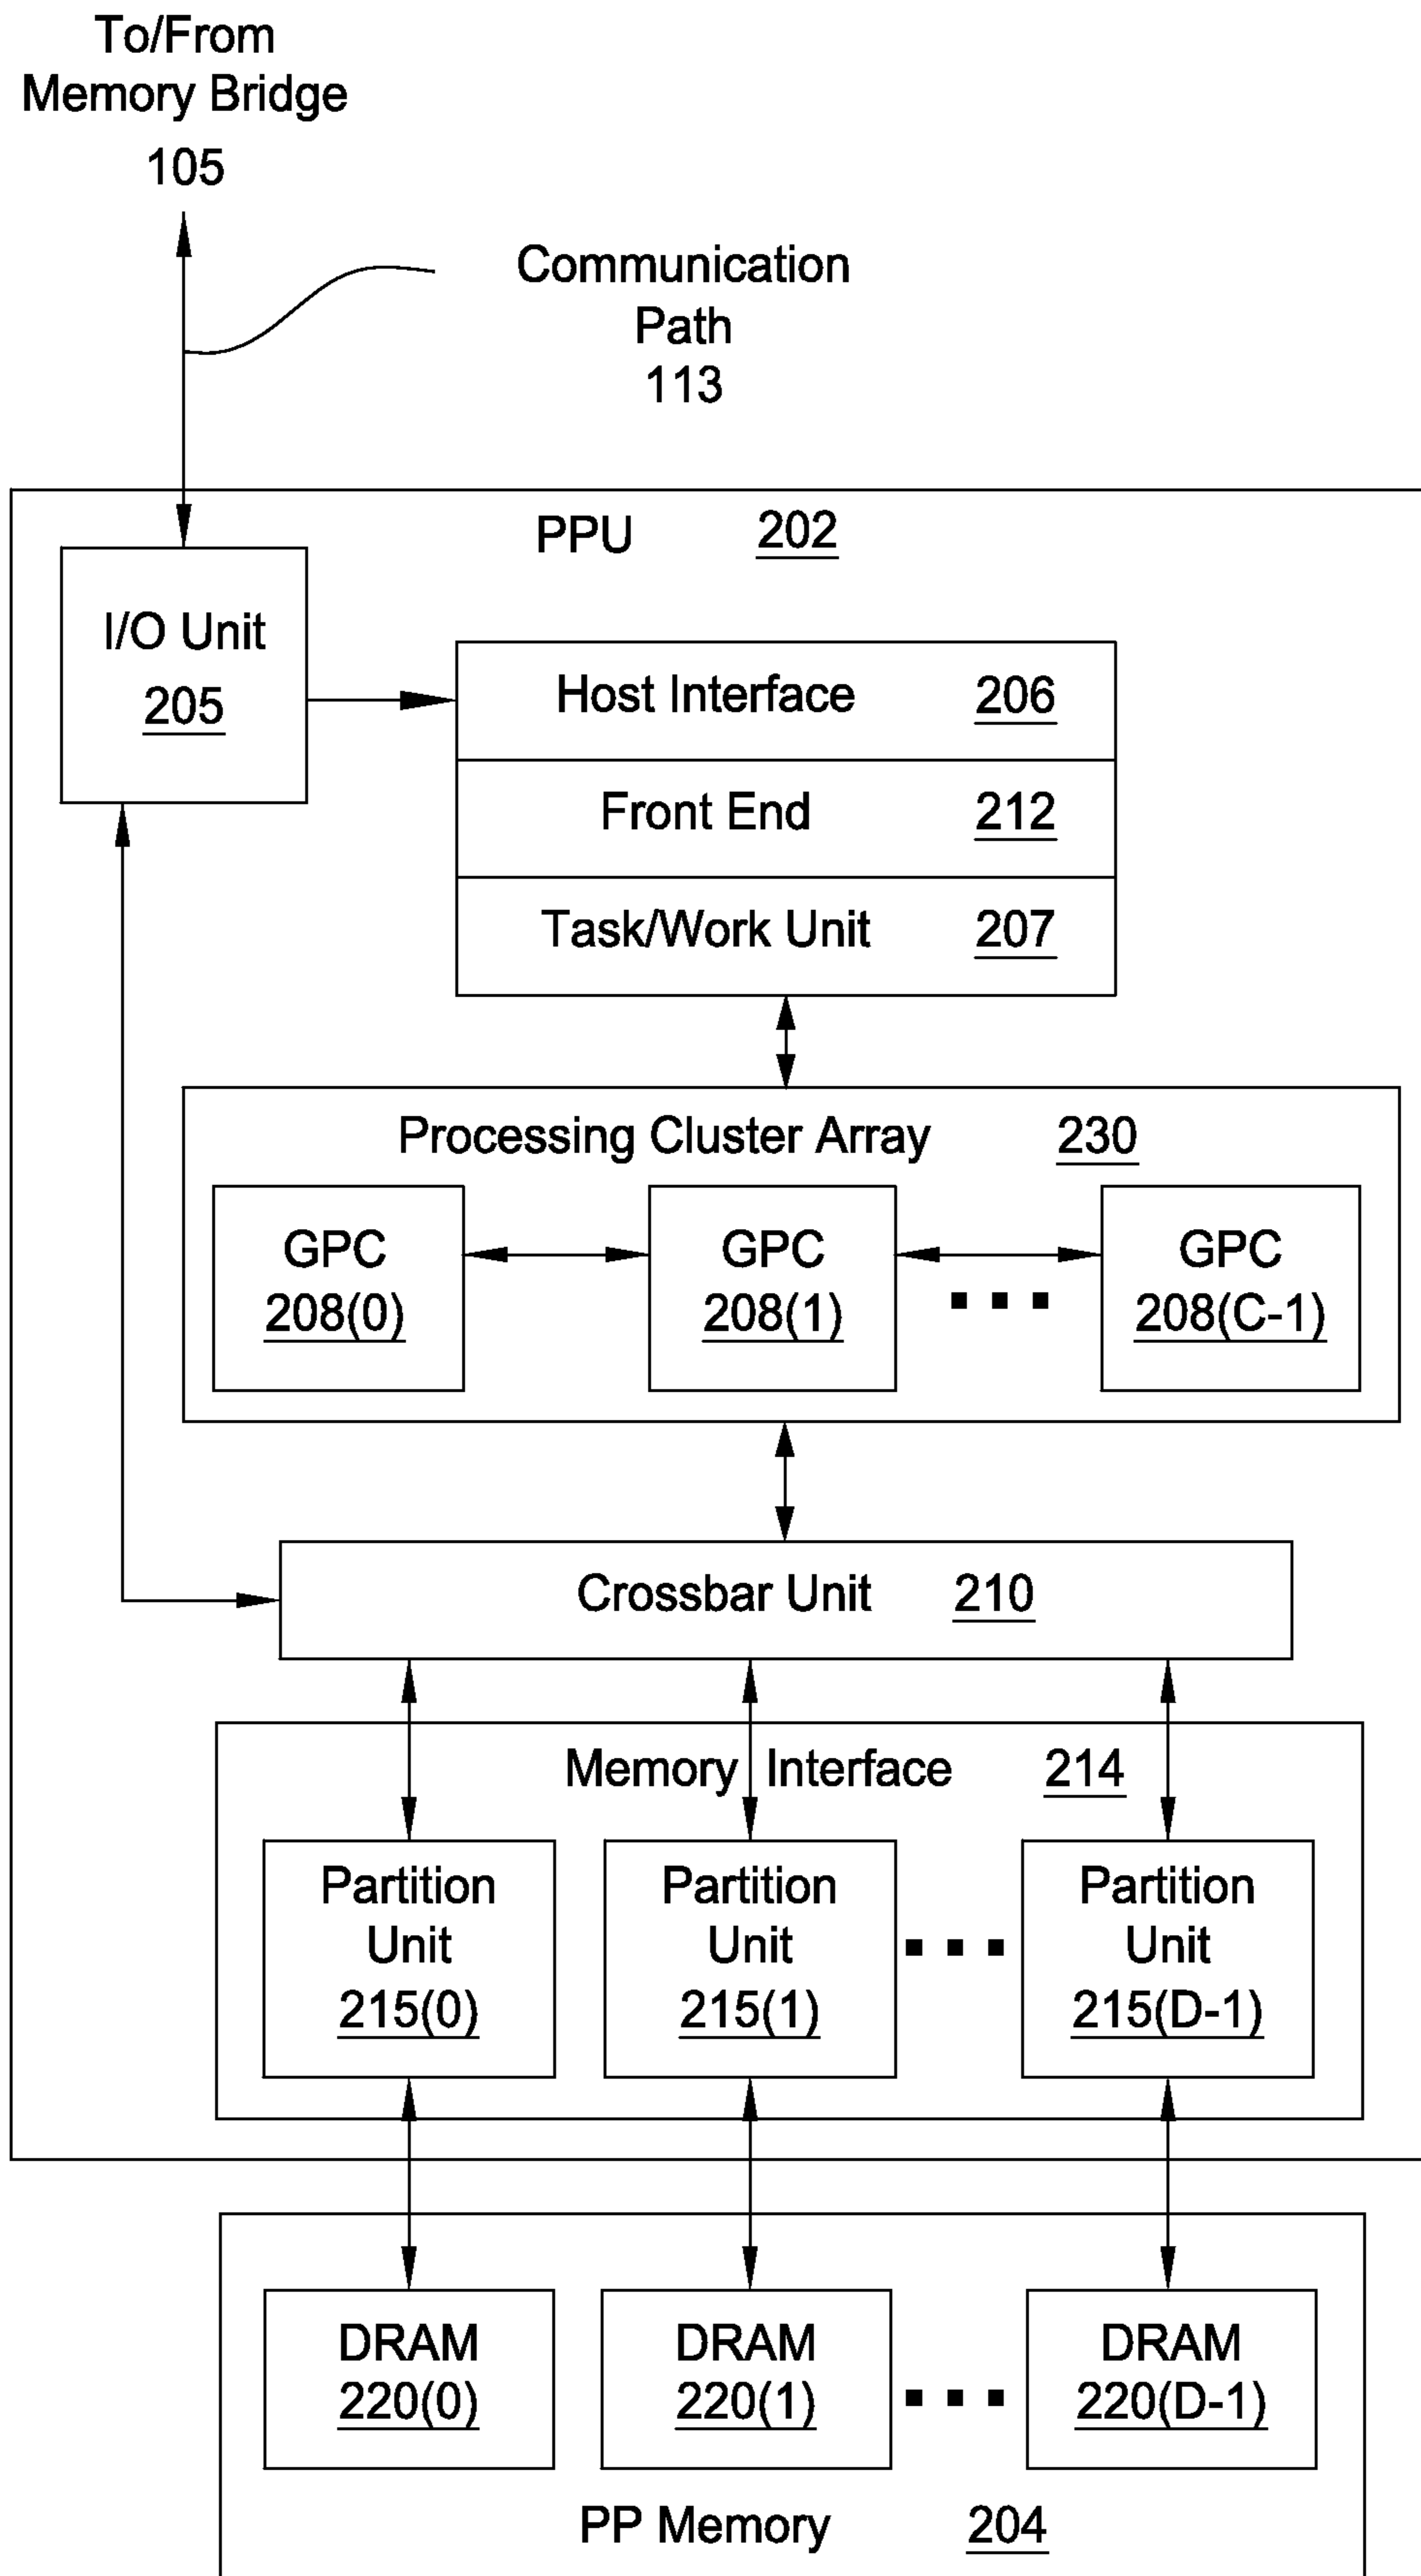 To/From
Memory Bridge
105
Communication
Path
113
PPU 202
I/O Unit
205
Host Interface 206
Front End 212
Task/Work Unit 207
Processing Cluster Array 230
GPC
208(0)
GPC
208(1)
GPC
208(C-1)
Crossbar Unit 210
Memory Interface 214
Partition
Unit
215(0)
Partition
Unit
215(1)
Partition
Unit
215(D-1)
DRAM
220(0)
DRAM
220(1)
DRAM
220(D-1)
PP Memory 204